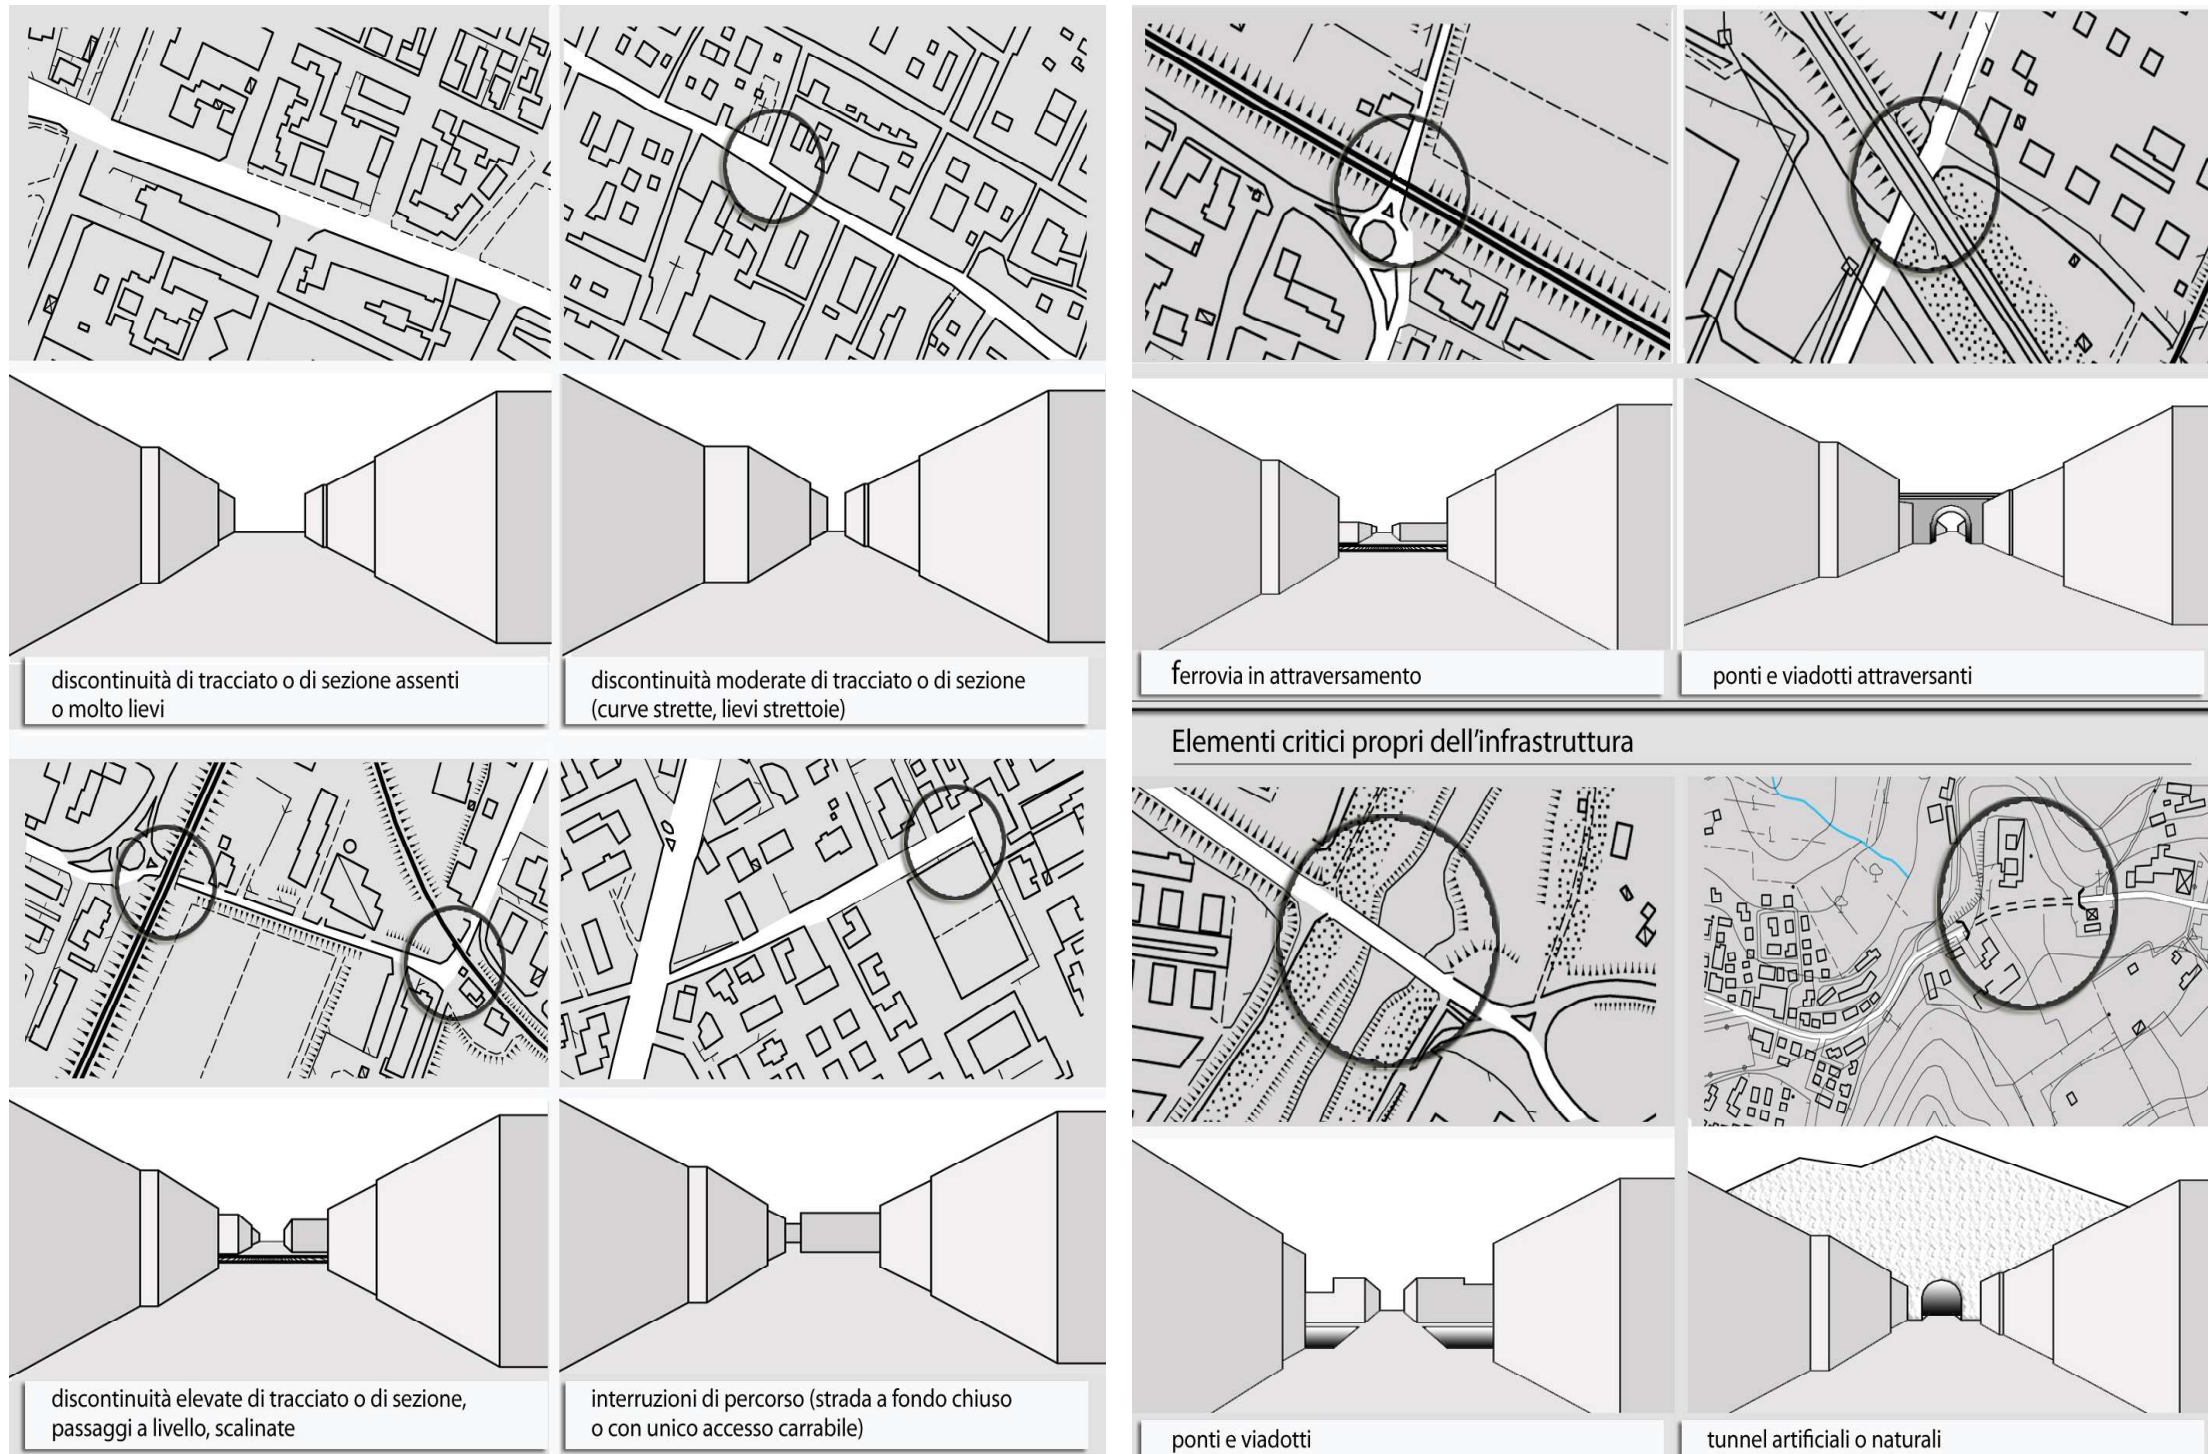 discontinuità di tracciato o di sezione assenti
o molto lievi
discontinuità moderate di tracciato o di sezione
(curve strette, lievi strettoie)
discontinuità elevate di tracciato o di sezione,
passaggi a livello, scalinate
interruzioni di percorso (strada a fondo chiuso
o con unico accesso carrabile)
ferrovia in attraversamento
ponti e viadotti attraversanti
Elementi critici propri dell'infrastruttura
ponti e viadotti
tunnel artificiali o naturali